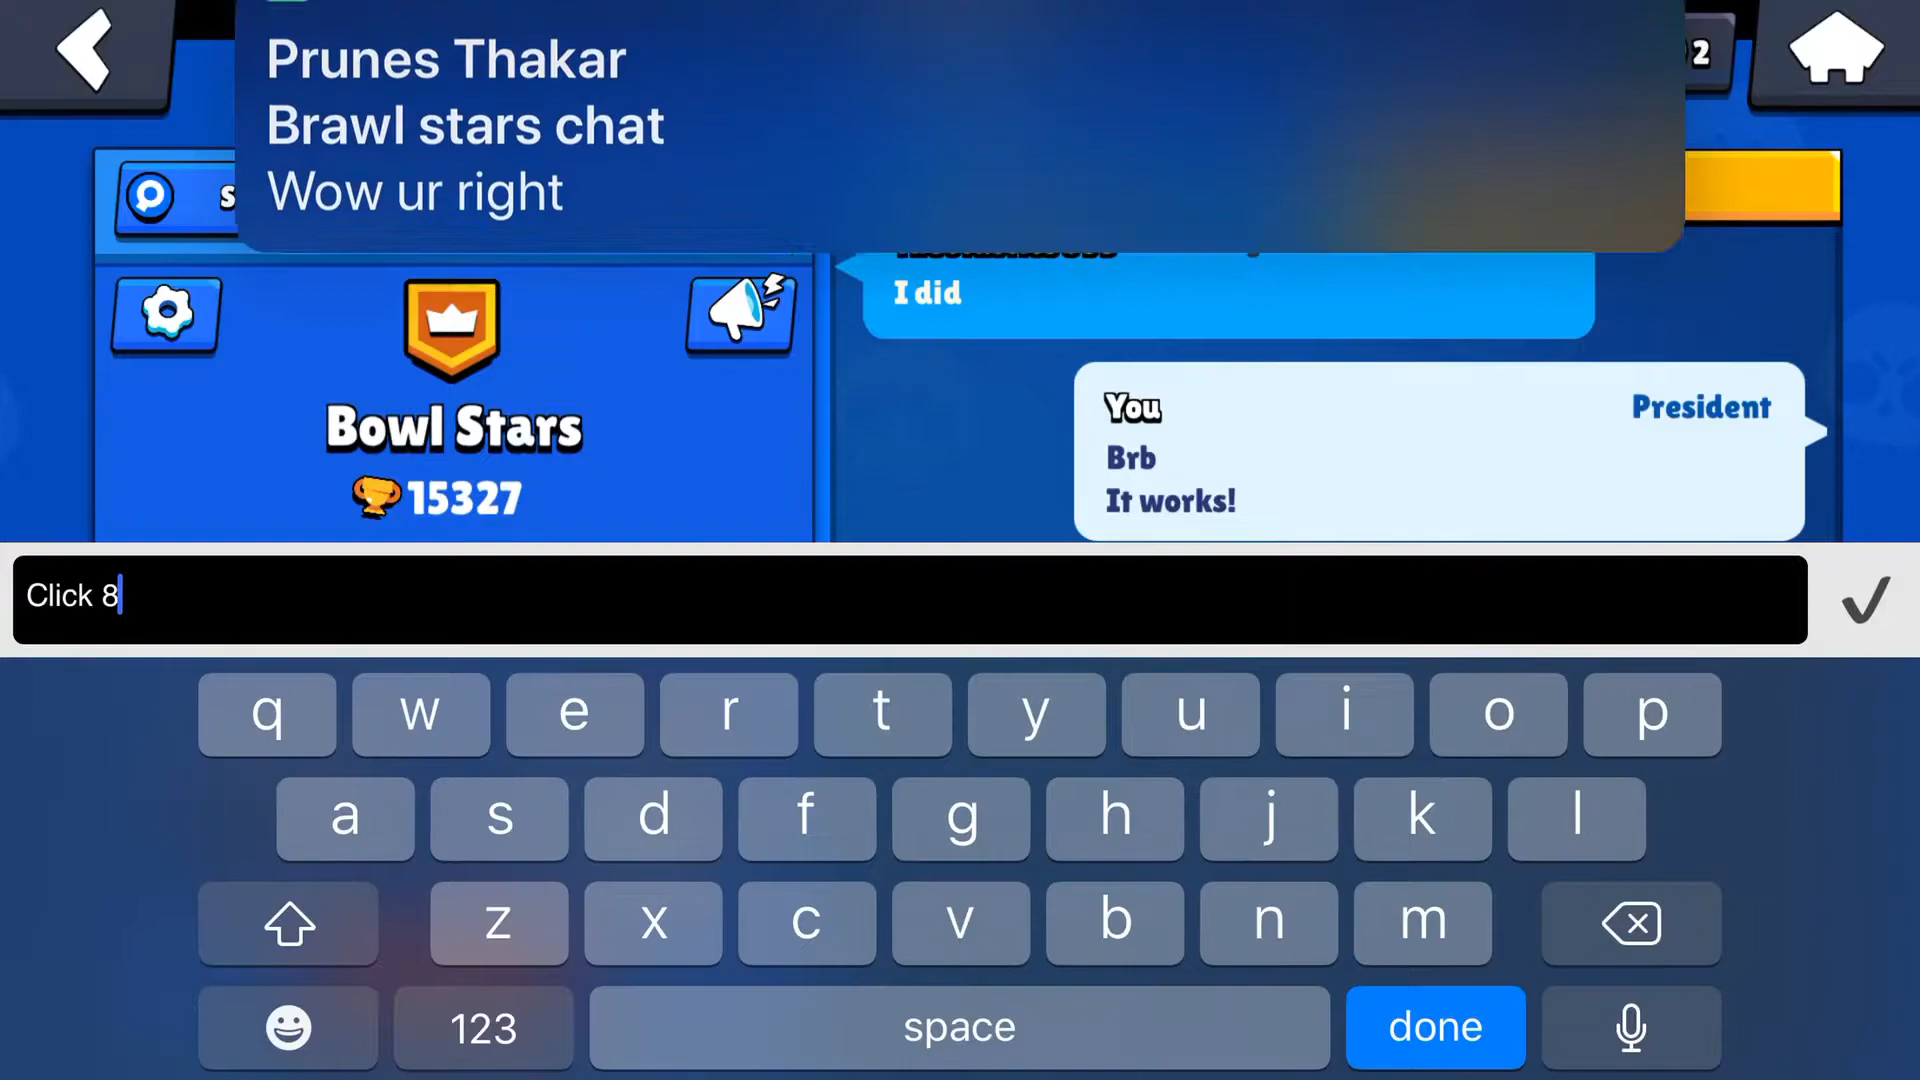 Prunes Thakar
Brawl stars chat
Wow ur right
2
S
I did
Bowl Stars
15327
You
President
Brb
It works!
Click 8
q w e r t y u i o p
a s d f g h j k l
z x c v b n m
123
space
done